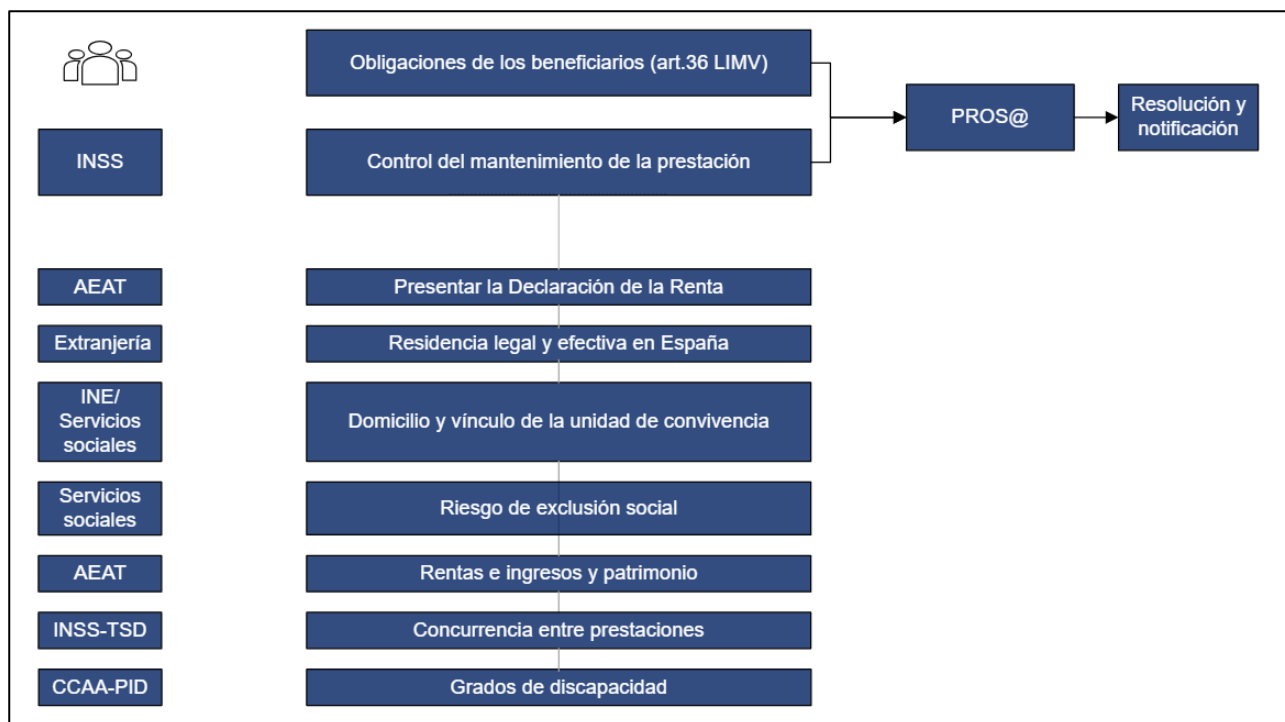 Obligaciones de los beneficiarios (art.36 LIMV)
PROS@
Resolución y
notificación
INSS
Control del mantenimiento de la prestación
AEAT
Presentar la Declaración de la Renta
Extranjería
Residencia legal y efectiva en España
INE/
Servicios
sociales
Domicilio y vínculo de la unidad de convivencia
Servicios
sociales
Riesgo de exclusión social
AEAT
Rentas e ingresos y patrimonio
INSS-TSD
Concurrencia entre prestaciones
CCAA-PID
Grados de discapacidad